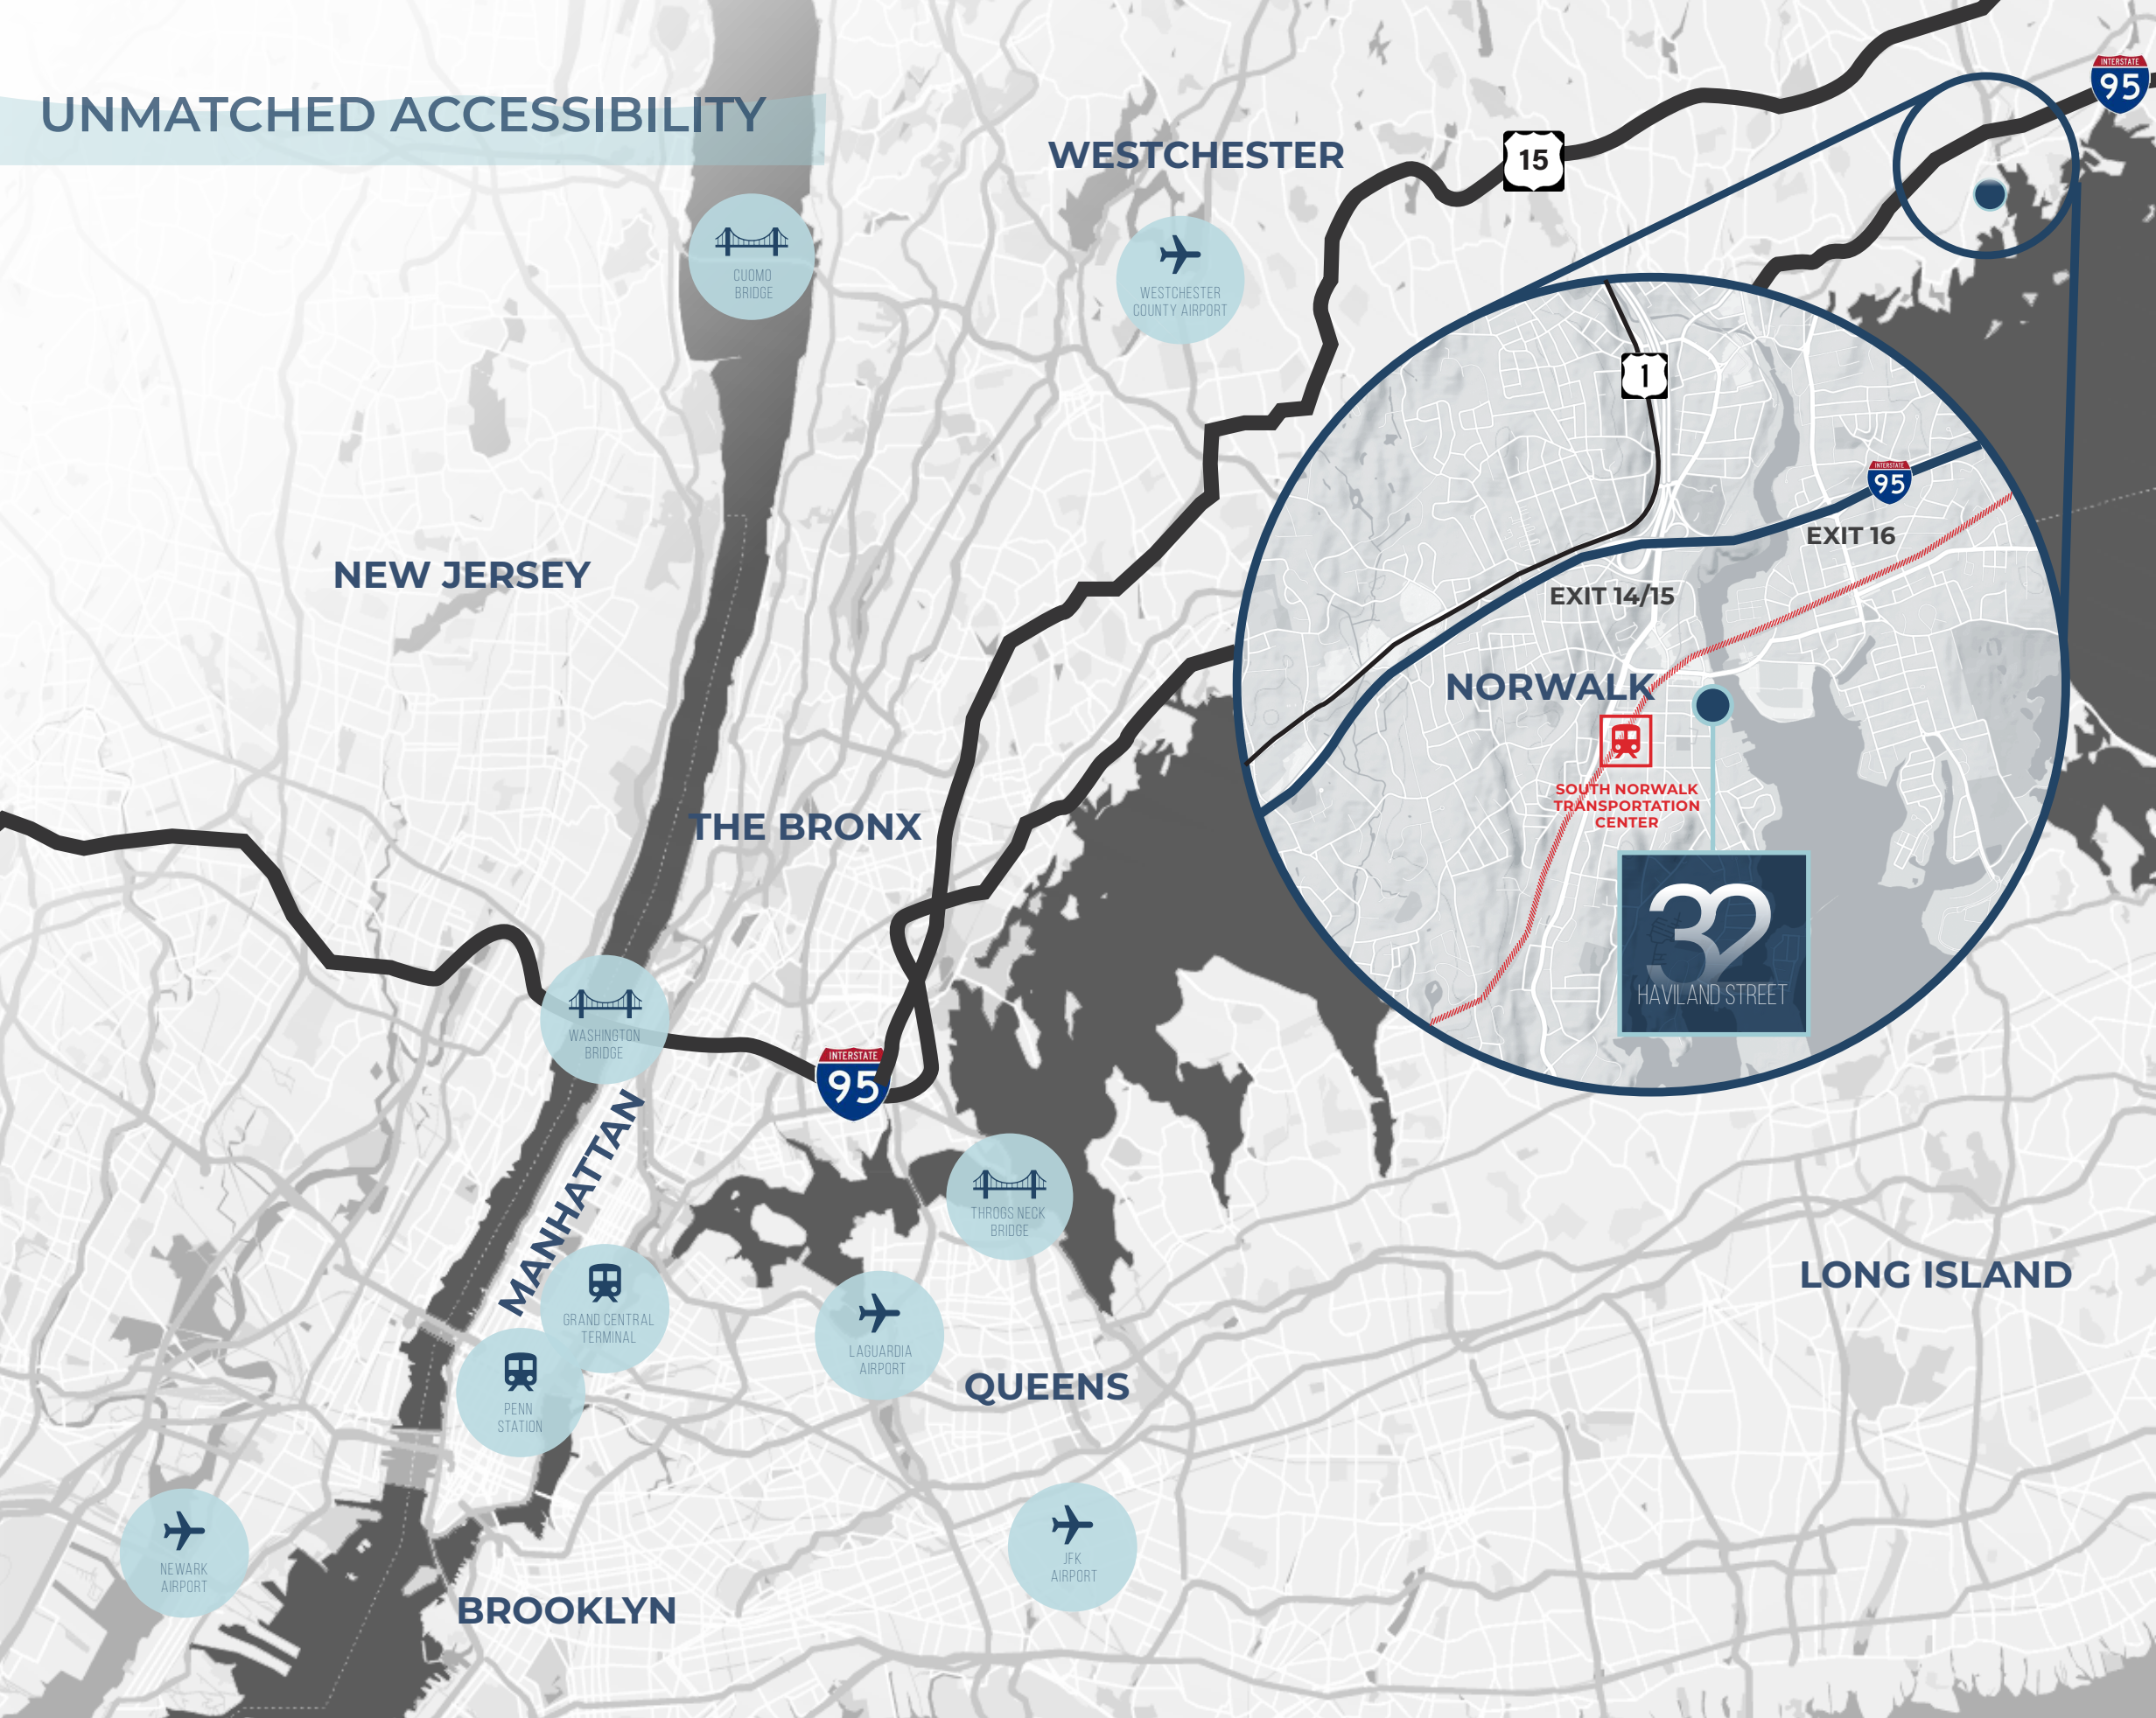 UNMATCHED ACCESSIBILITY
INTERSTATE
95
WESTCHESTER
15
CUOMO
BRIDGE
WESTCHESTER
COUNTY AIRPORT
1
INTERSTATE
95
EXIT 16
NEW JERSEY
EXIT 14/15
NORWALK
SOUTH NORWALK
TRANSPORTATION
CENTER
THE BRONX
32
HAVILAND STREET
WASHINGTON
BRIDGE
INTERSTATE
95
MANHATTAN
THROGS NECK
BRIDGE
LONG ISLAND
GRAND CENTRAL
TERMINAL
LAGUARDIA
AIRPORT
QUEENS
PENN
STATION
NEWARK
AIRPORT
JFK
AIRPORT
BROOKLYN